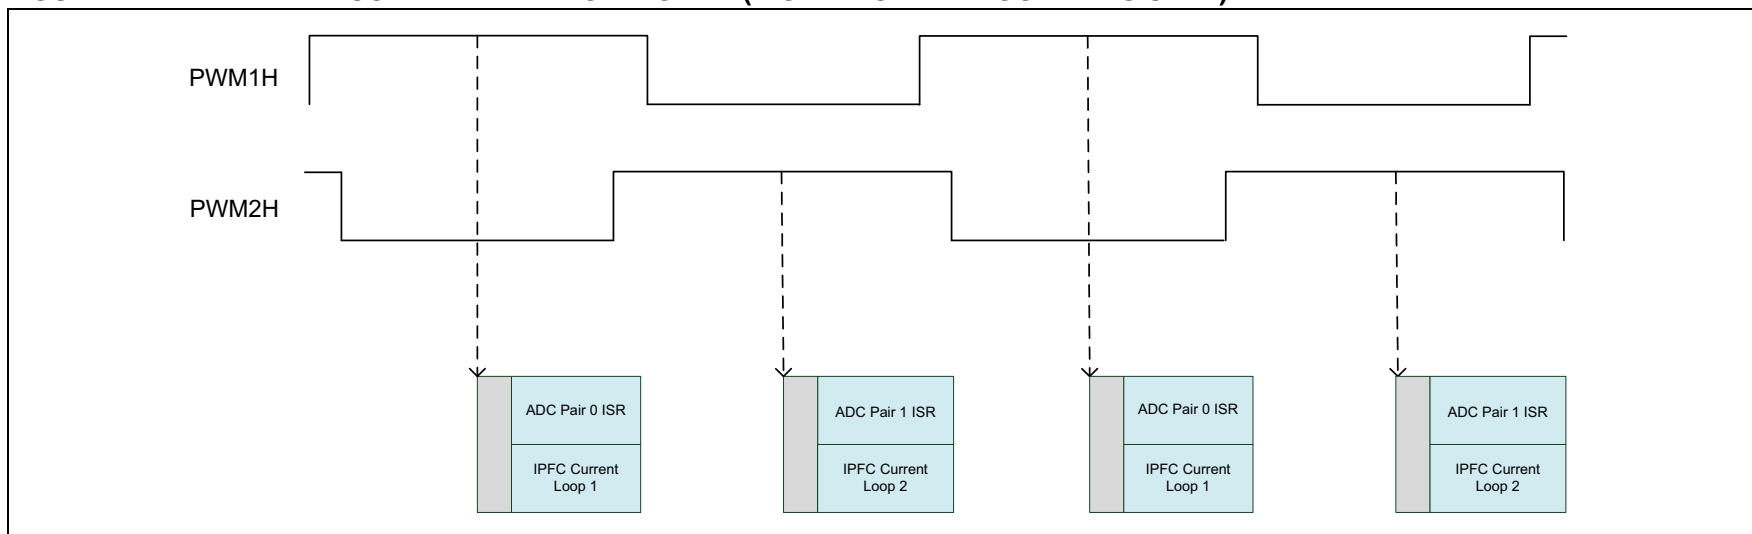 PWM1H
PWM2H
ADC Pair 0 ISR
IPFC Current
Loop 1
ADC Pair 1 ISR
IPFC Current
Loop 2
ADC Pair 0 ISR
IPFC Current
Loop 1
ADC Pair 1 ISR
IPFC Current
Loop 2